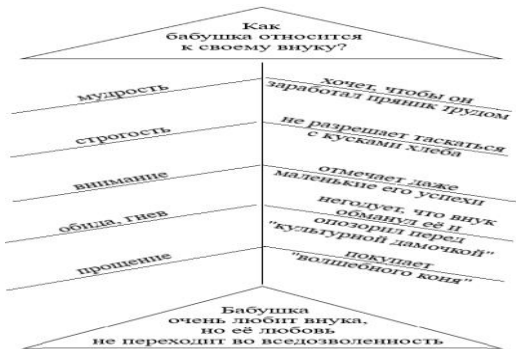 Как
бабушка относится
к своему внуку?
мудрость
хочет, чтобы он
заработал пряник трудом
строгость
не разрешает таскаться
с кусками хлеба
внимание
отмечает даже
маленькие его успехи
обида, гнев
негодует, что внук
обманул её и
опозорил перед
"культурной дамочкой"
прощение
покупает
"волшебного коня"
Бабушка
очень любит внука,
но её любовь
не переходит во вседозволенность